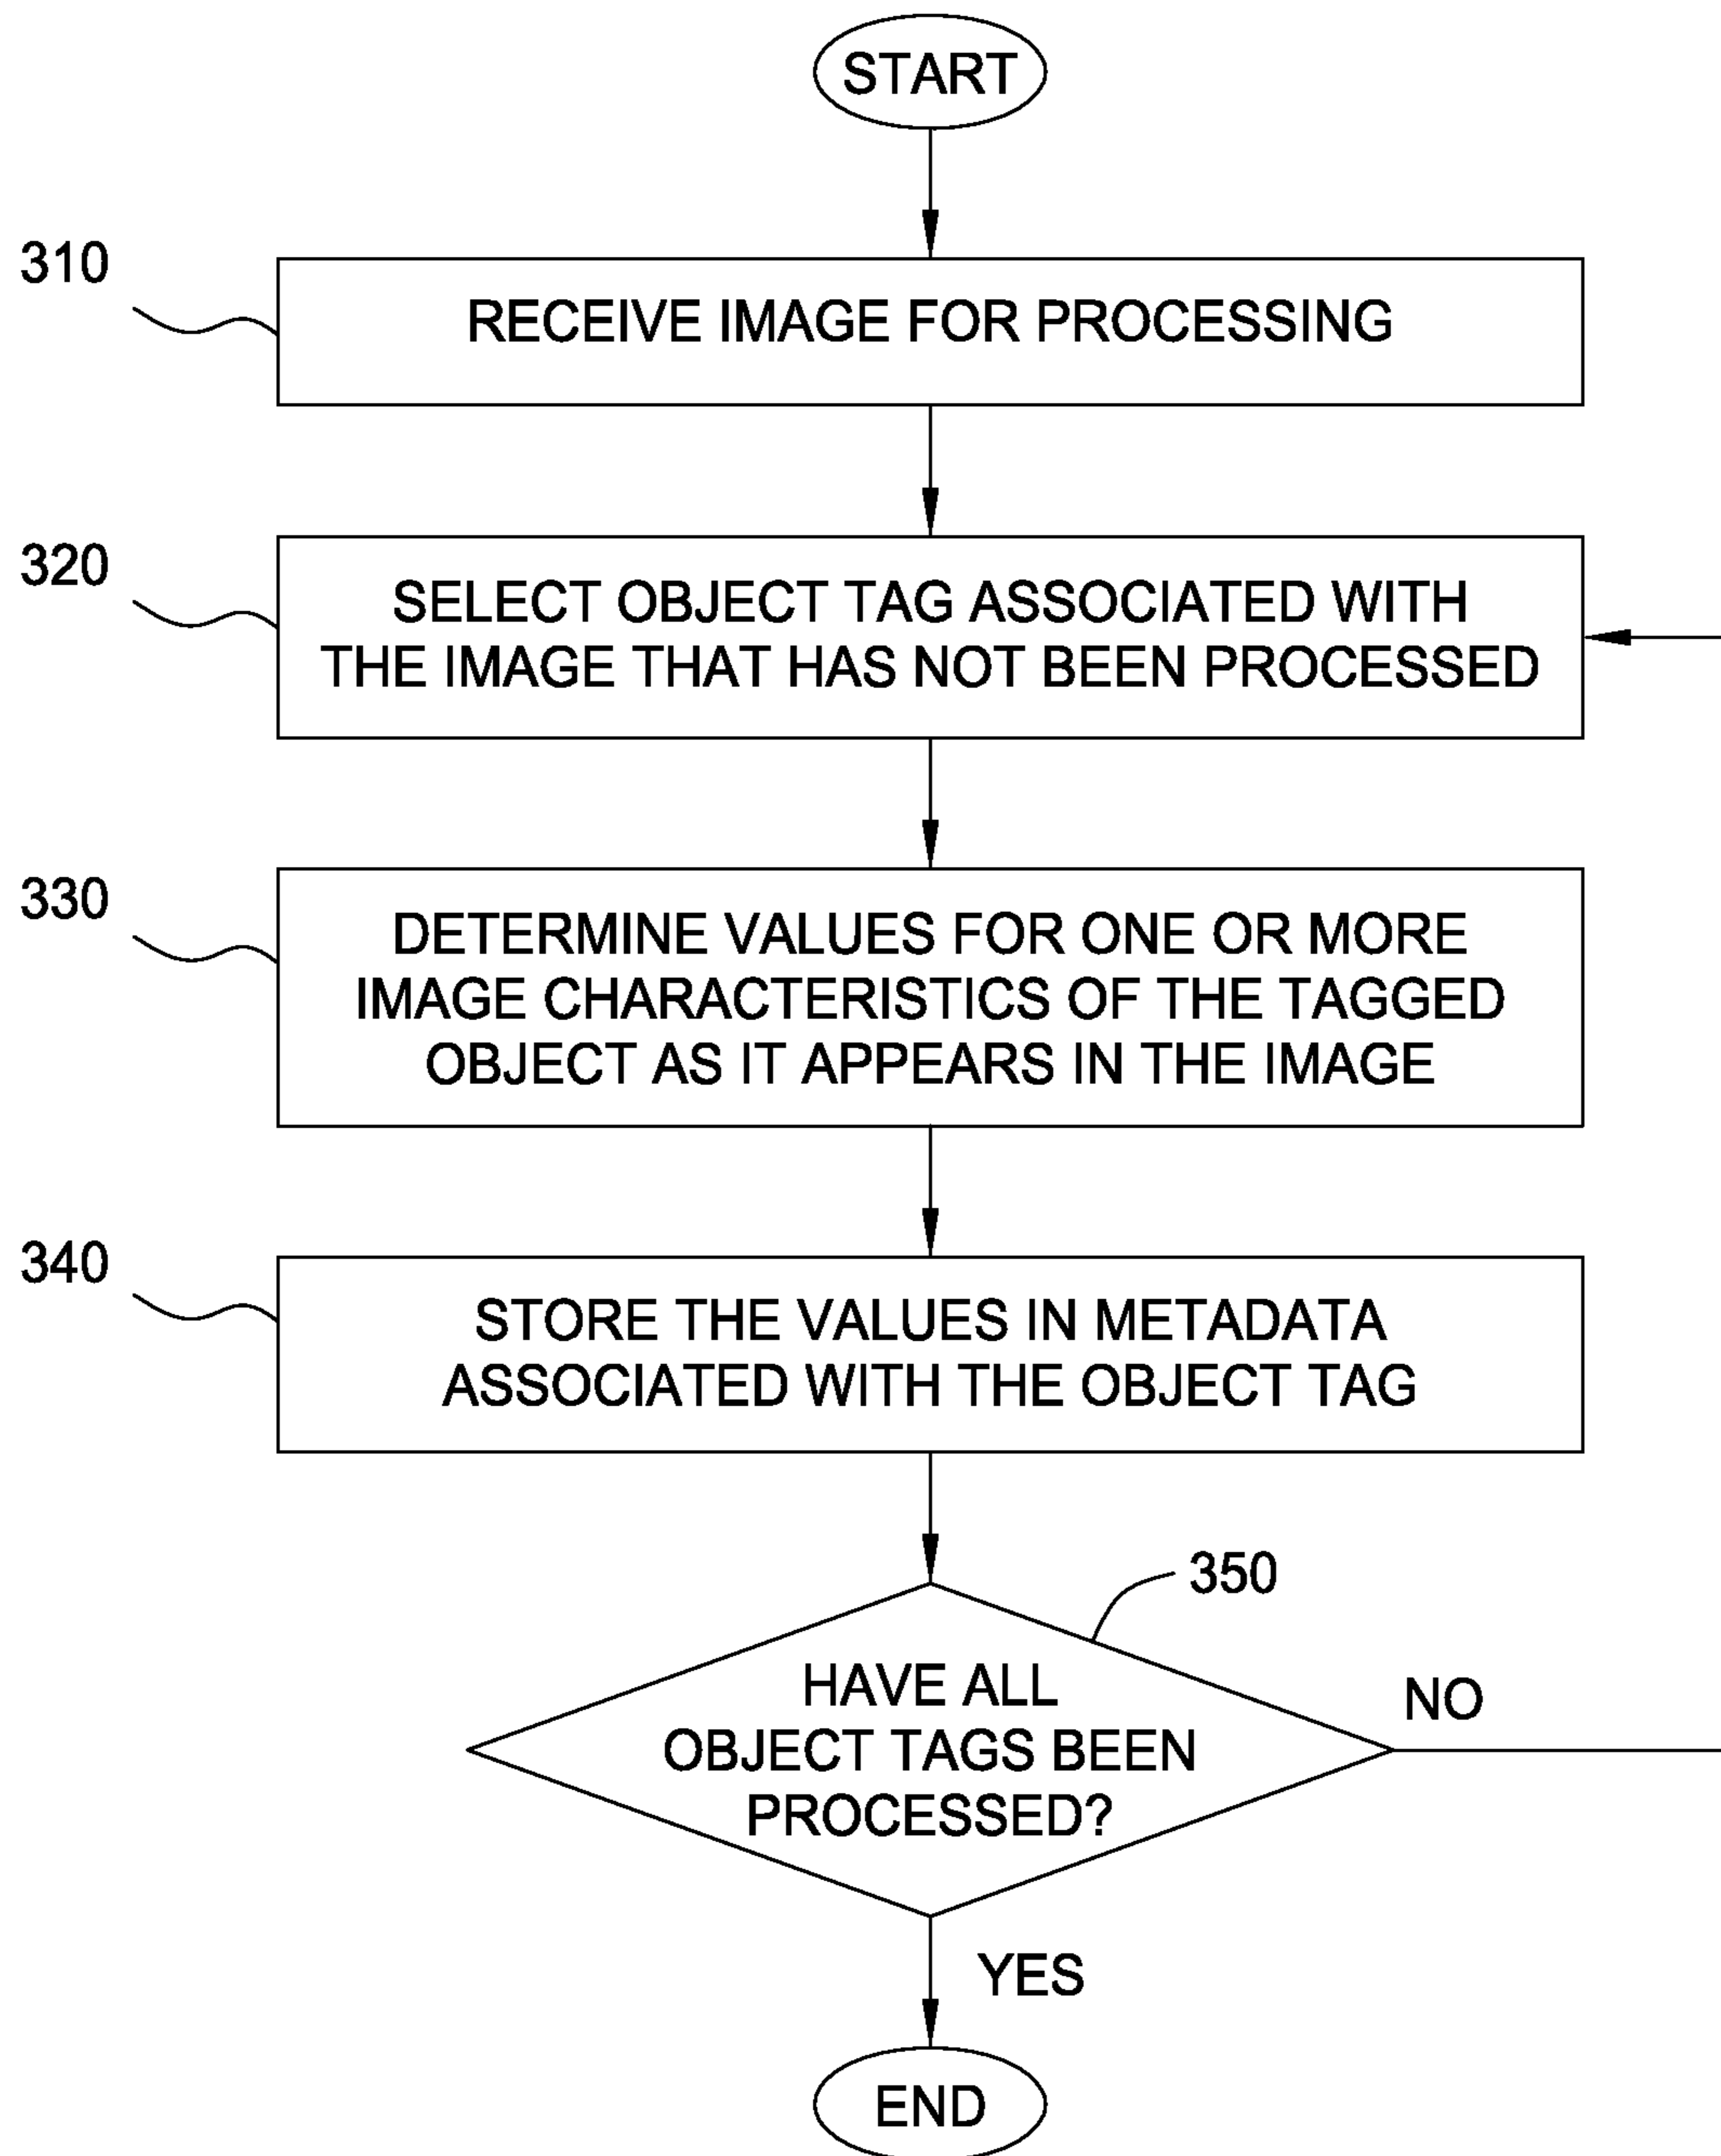 START
310
RECEIVE IMAGE FOR PROCESSING
320
SELECT OBJECT TAG ASSOCIATED WITH
THE IMAGE THAT HAS NOT BEEN PROCESSED
330
DETERMINE VALUES FOR ONE OR MORE
IMAGE CHARACTERISTICS OF THE TAGGED
OBJECT AS IT APPEARS IN THE IMAGE
340
STORE THE VALUES IN METADATA
ASSOCIATED WITH THE OBJECT TAG
350
HAVE ALL
OBJECT TAGS BEEN
PROCESSED?
NO
YES
END